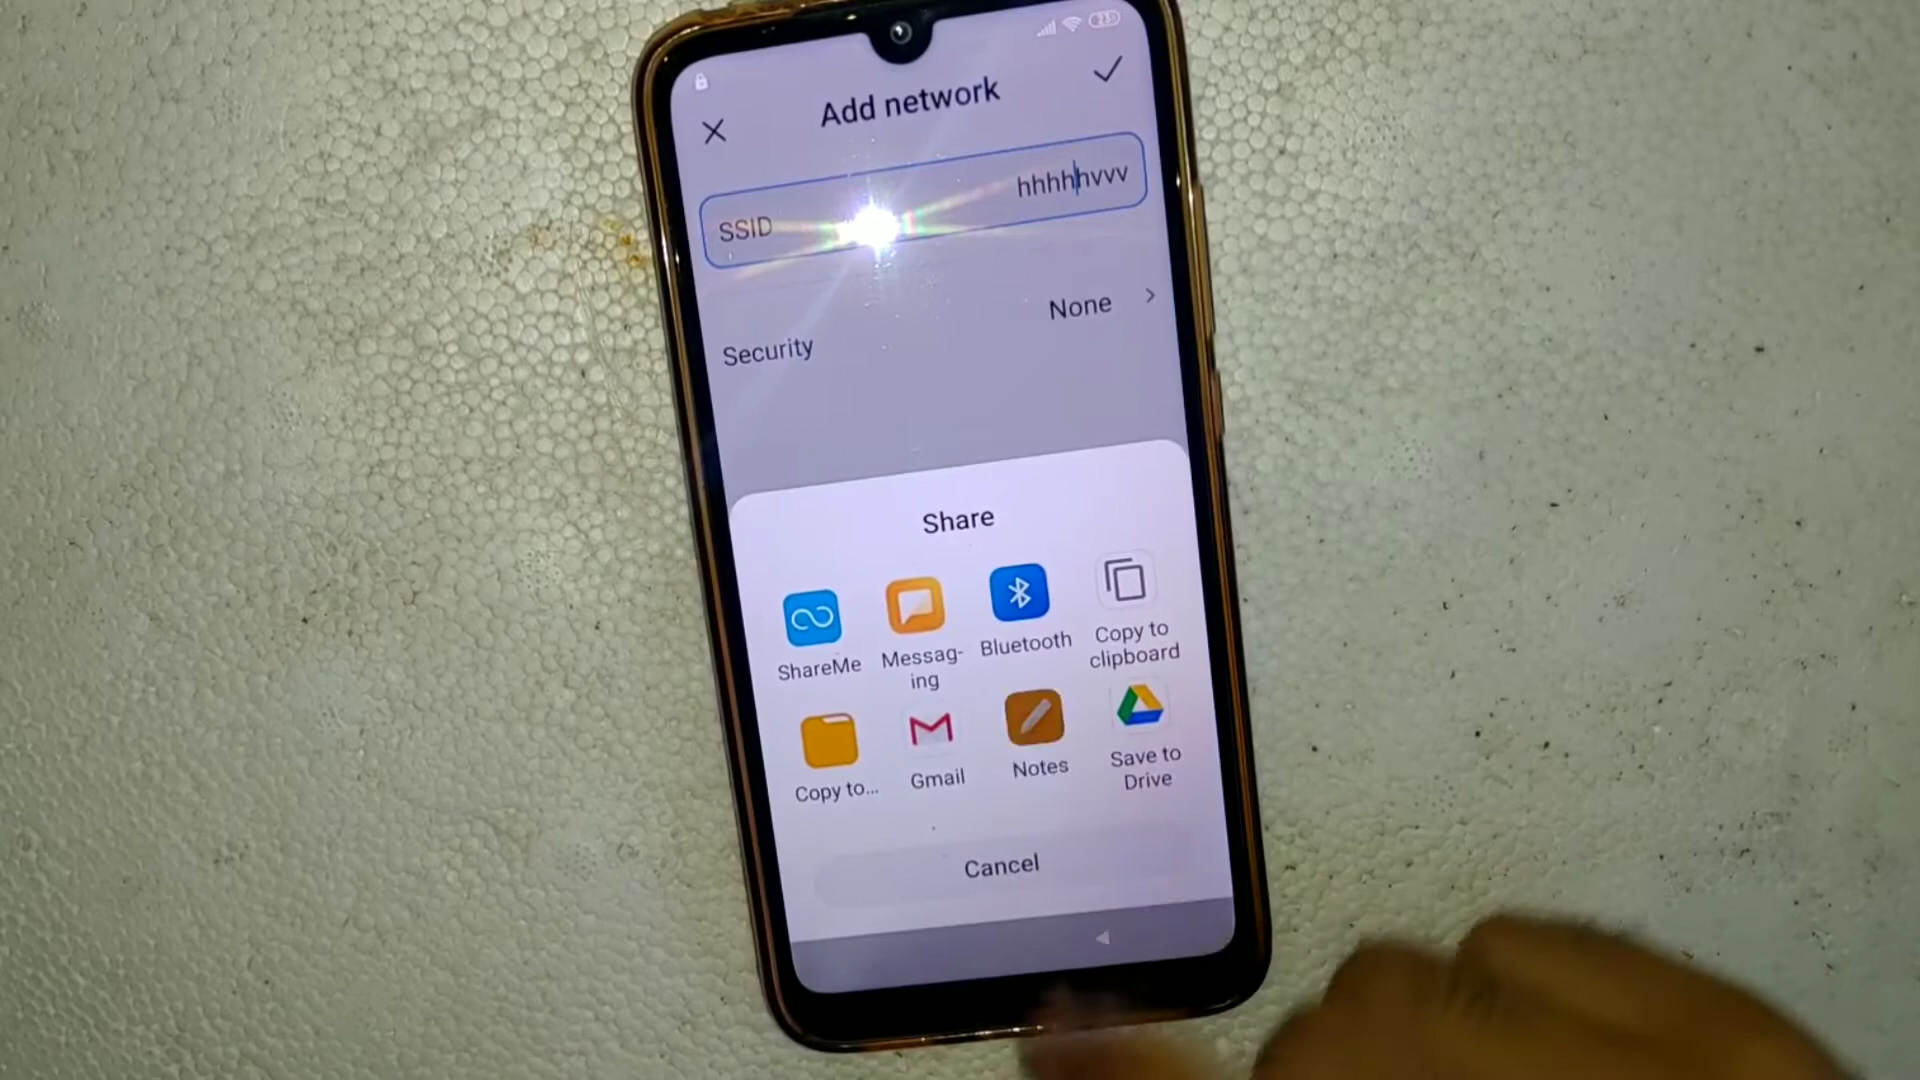 Add network
SSID
hhhhhvvv
Security
None
Share
ShareMe
Messag-
ing
Bluetooth
Copy to
clipboard
Copy to...
Gmail
Notes
Save to
Drive
Cancel